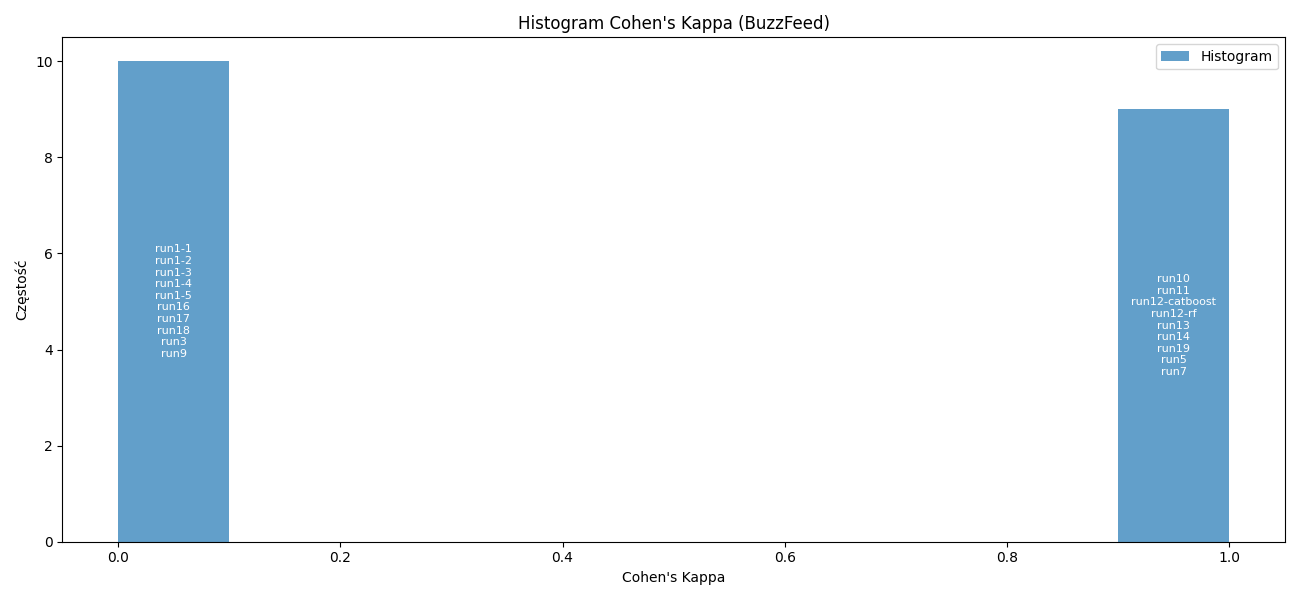 Histogram Cohen's Kappa (BuzzFeed)
Histogram
Częstość
10
8
6
4
2
0
run1-1
run1-2
run1-3
run1-4
run1-5
run16
run17
run18
run3
run9
run10
run11
run12-catboost
run12-rf
run13
run14
run19
run5
run7
0.0 0.2 0.4 0.6 0.8 1.0
Cohen's Kappa